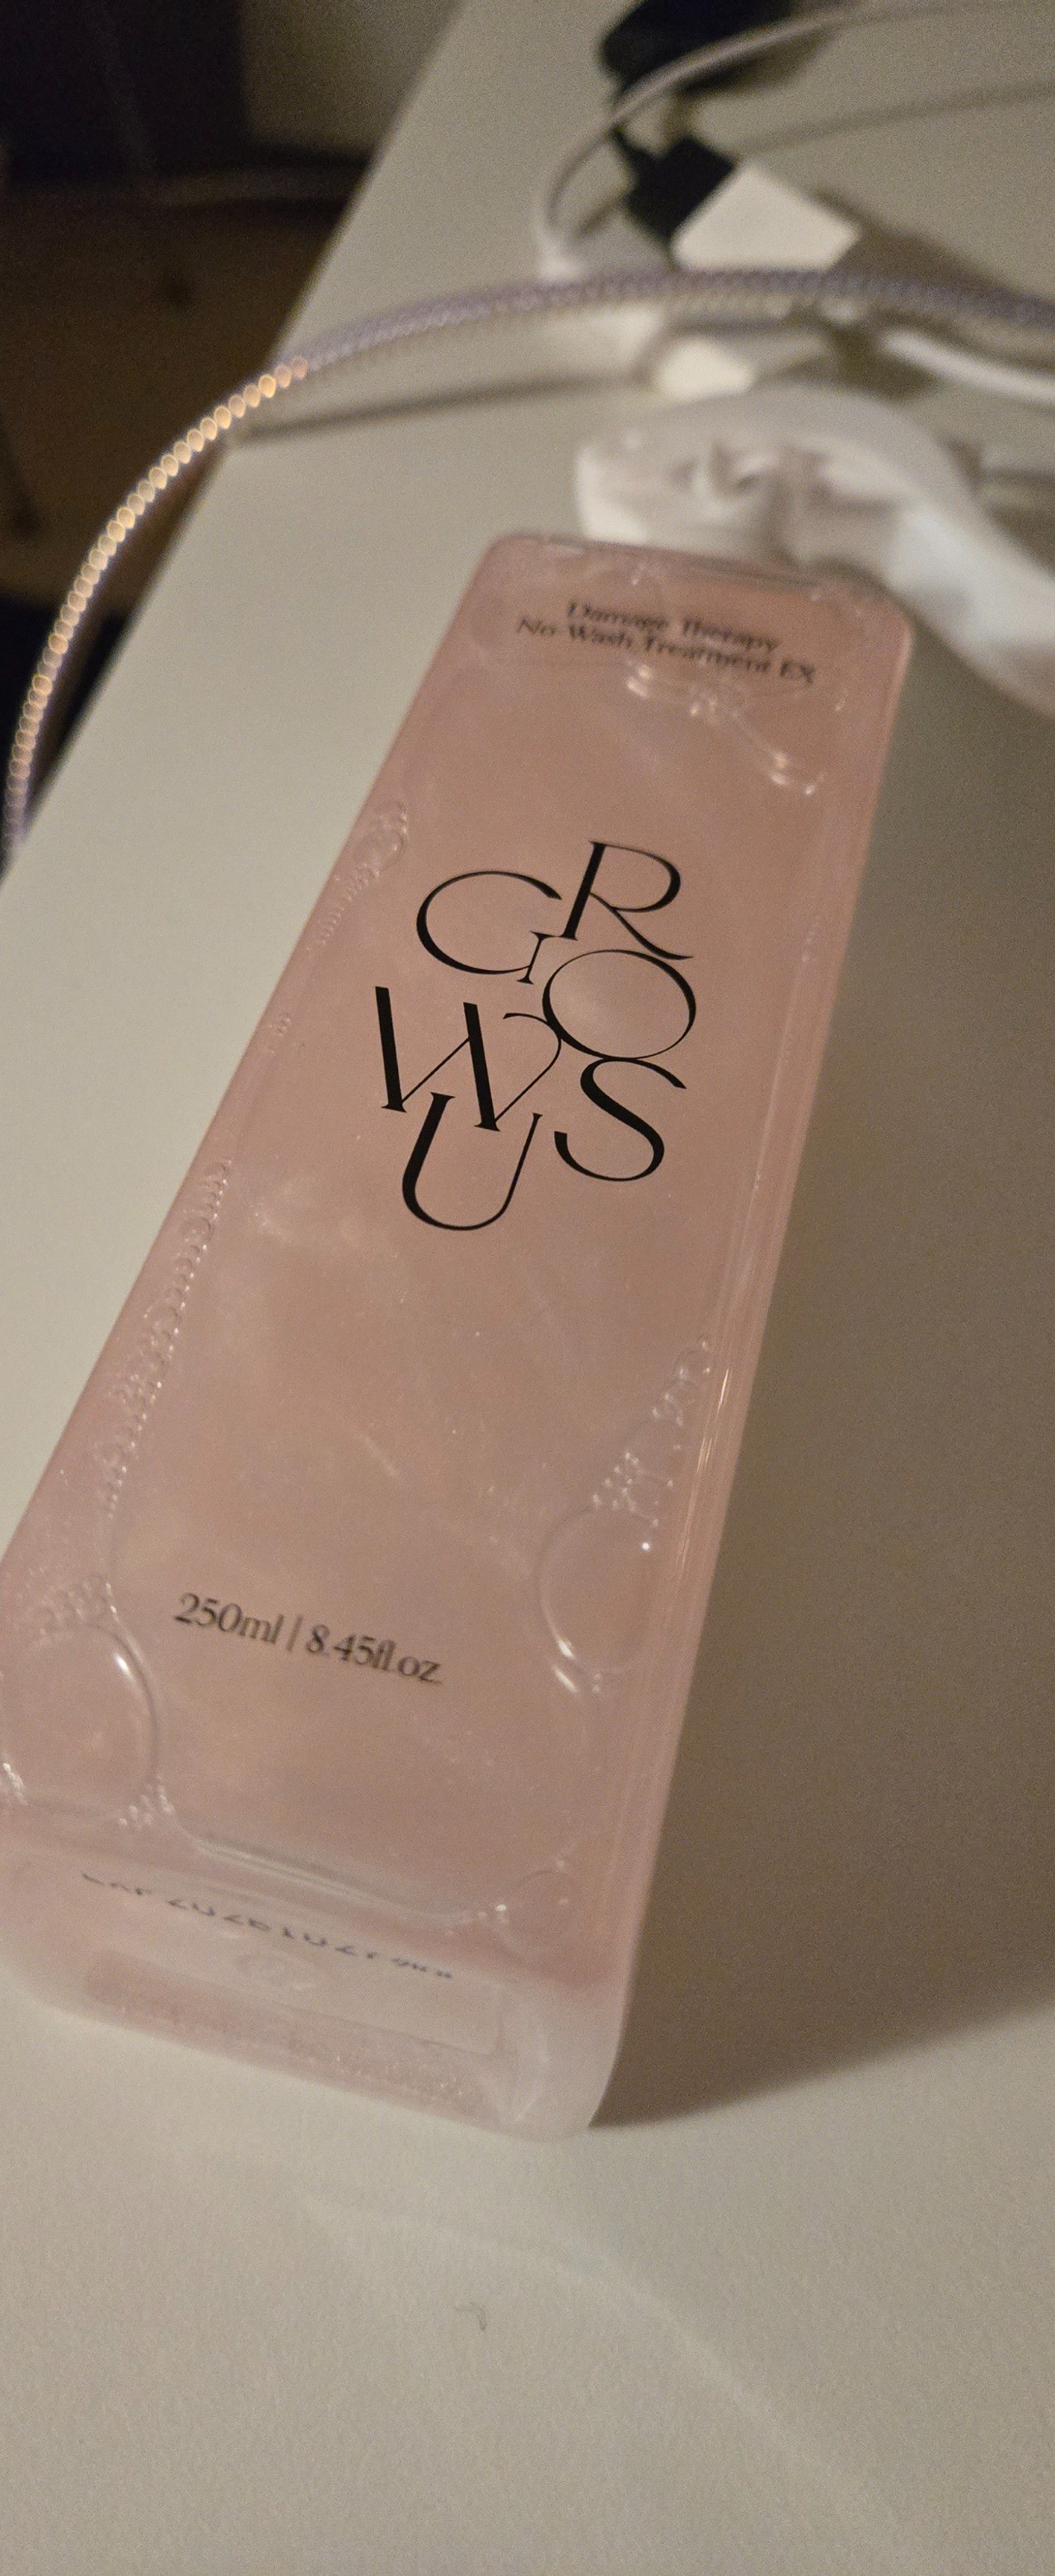 Damage Therapy
No-Wash Treatment EX
GROWUS
250ml | 8.45fl.oz.